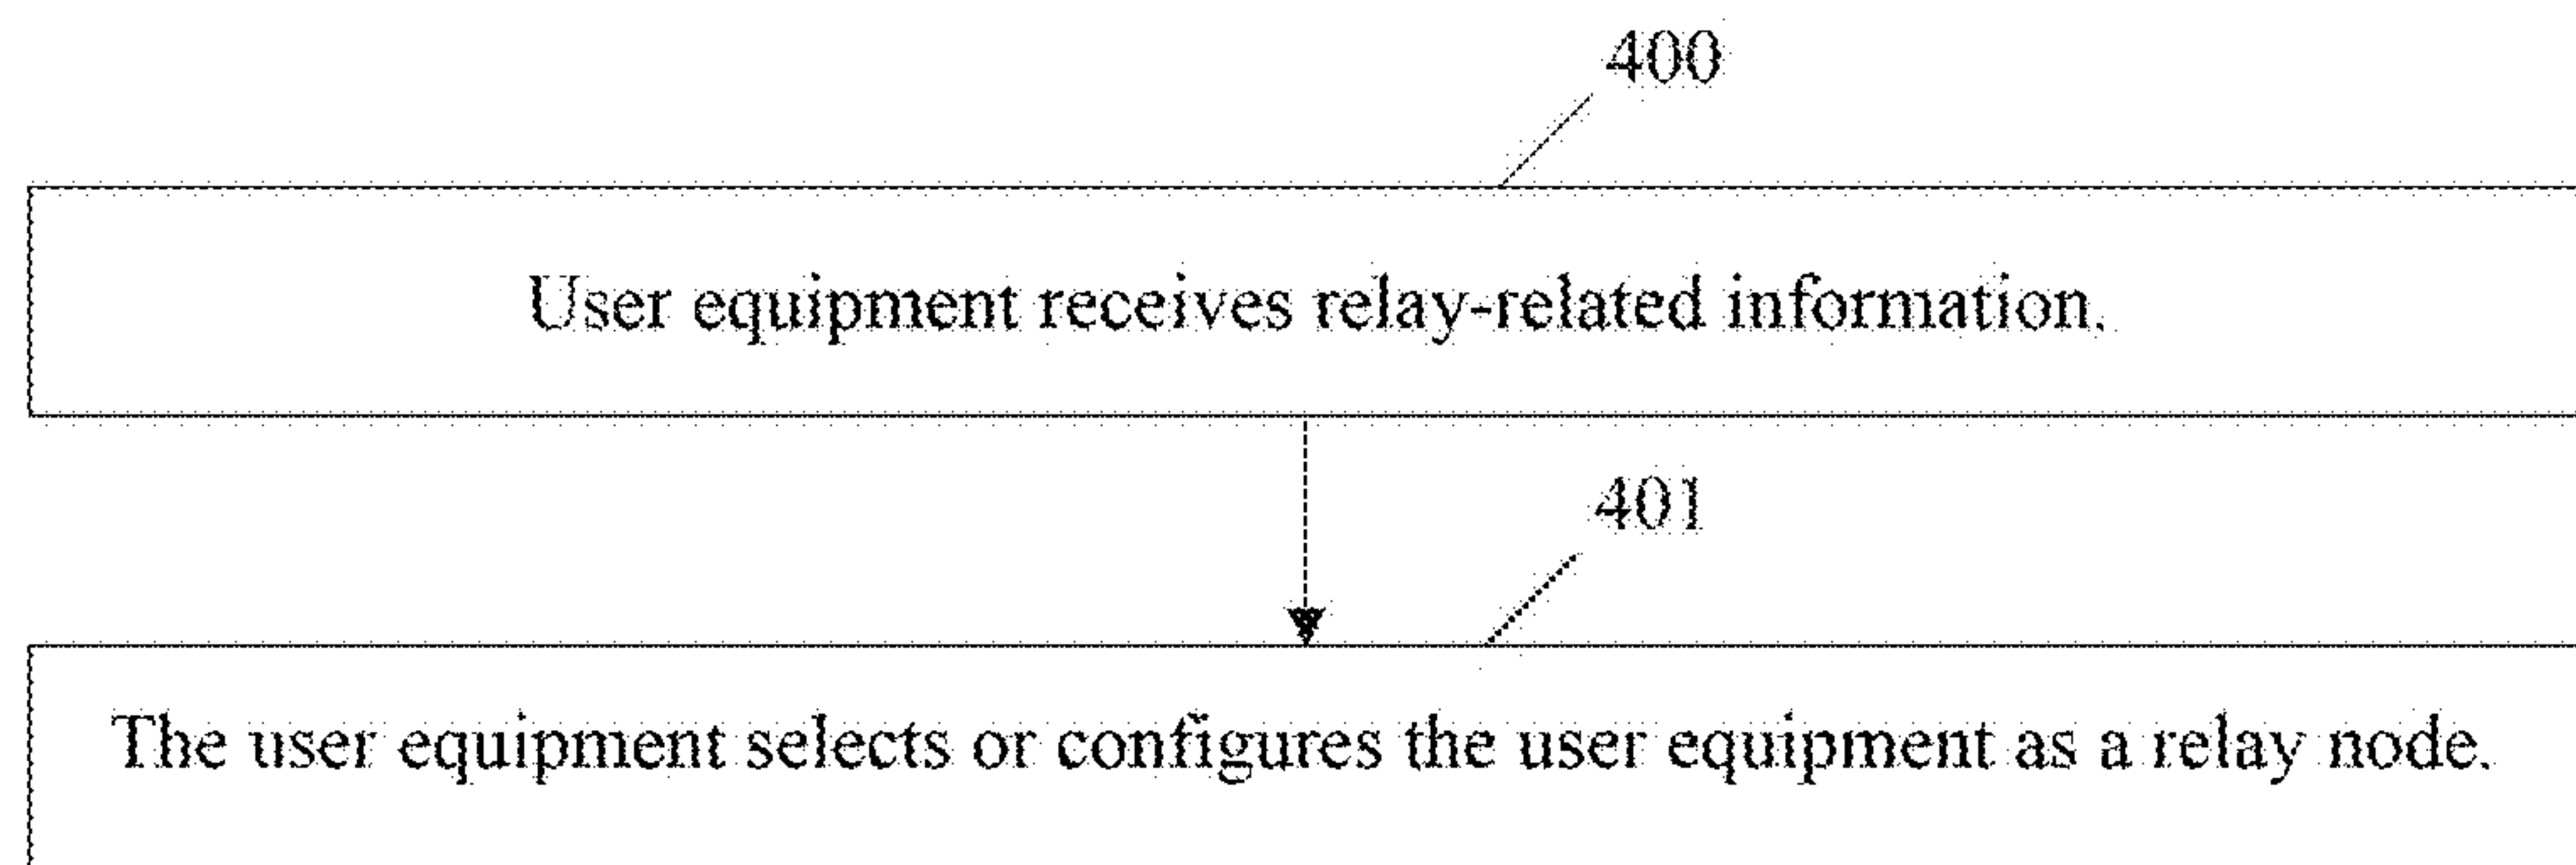 400
User equipment receives relay-related information.
401
The user equipment selects or configures the user equipment as a relay node.